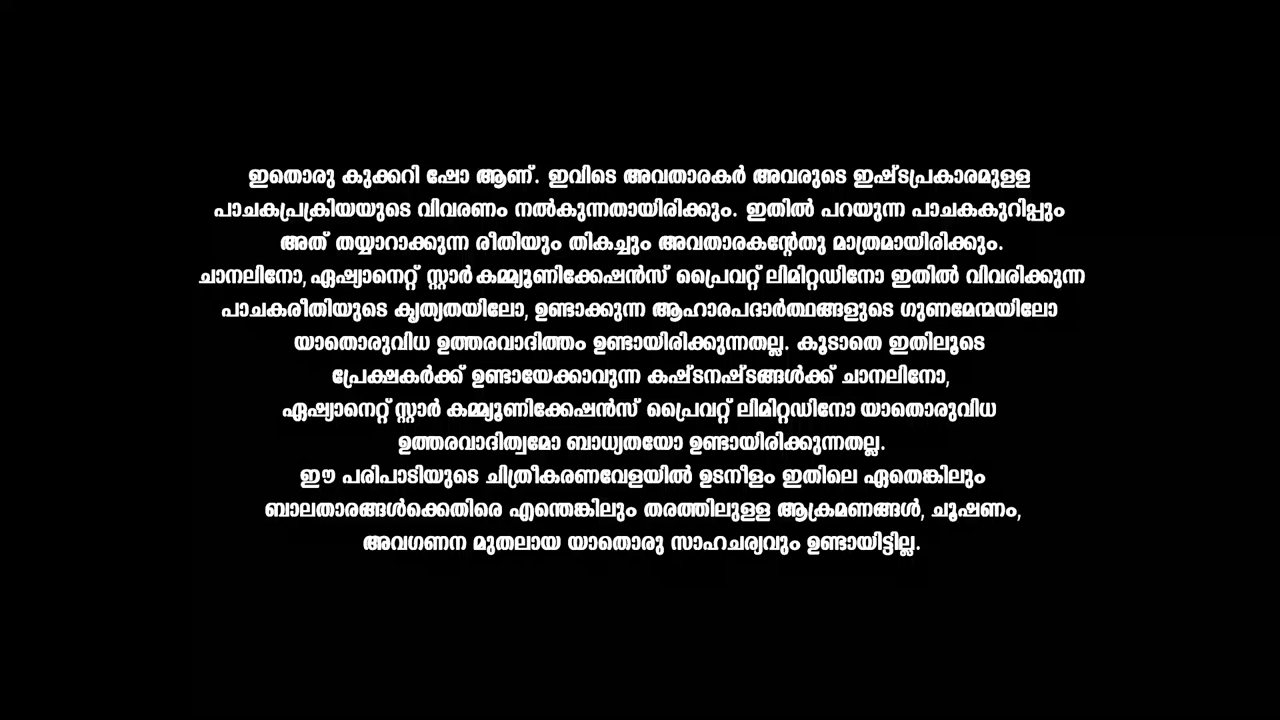 ഇതൊരു കുക്കറി ഷോ ആണ്. ഇവിടെ അവതാരകർ അവരുടെ ഇഷ്ടപ്രകാരമുള്ള
പാചകപ്രക്രിയയുടെ വിവരണം നൽകുന്നതായിരിക്കും. ഇതിൽ പറയുന്ന പാചകകുറിപ്പും
അത് തയ്യാറാക്കുന്ന രീതിയും തികച്ചും അവതാരകന്റേതു മാത്രമായിരിക്കും.
ചാനലിനോ, ഏഷ്യാനെറ്റ് സ്റ്റാർ കമ്മ്യൂണിക്കേഷൻസ് പ്രൈവറ്റ് ലിമിറ്റഡിനോ ഇതിൽ വിവരിക്കുന്ന
പാചകരീതിയുടെ കൃത്യതയിലോ, ഉണ്ടാക്കുന്ന ആഹാരപദാർത്ഥങ്ങളുടെ ഗുണമേന്മയിലോ
യാതൊരുവിധ ഉത്തരവാദിത്തം ഉണ്ടായിരിക്കുന്നതല്ല. കൂടാതെ ഇതിലൂടെ
പ്രേക്ഷകർക്ക് ഉണ്ടായേക്കാവുന്ന കഷ്ടനഷ്ടങ്ങൾക്ക് ചാനലിനോ,
ഏഷ്യാനെറ്റ് സ്റ്റാർ കമ്മ്യൂണിക്കേഷൻസ് പ്രൈവറ്റ് ലിമിറ്റഡിനോ യാതൊരുവിധ
ഉത്തരവാദിത്വമോ ബാധ്യതയോ ഉണ്ടായിരിക്കുന്നതല്ല.
ഈ പരിപാടിയുടെ ചിത്രീകരണവേളയിൽ ഉടനീളം ഇതിലെ ഏതെങ്കിലും
ബാലതാരങ്ങൾക്കെതിരെ എന്തെങ്കിലും തരത്തിലുള്ള ആക്രമണങ്ങൾ, ചൂഷണം,
അവഗണന മുതലായ യാതൊരു സാഹചര്യവും ഉണ്ടായിട്ടില്ല.